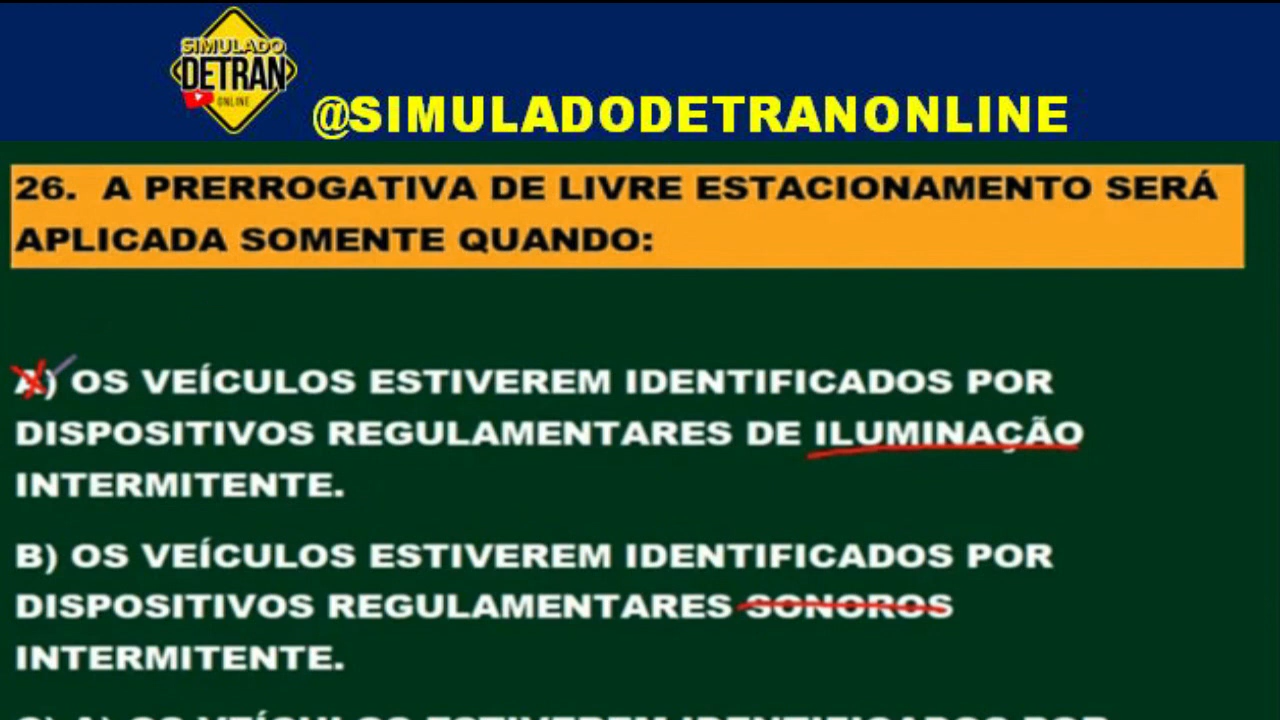 SIMULADO
DETRAN
ONLINE
@SIMULADODETRANONLINE
26. A PRERROGATIVA DE LIVRE ESTACIONAMENTO SERÁ
APLICADA SOMENTE QUANDO:
A) OS VEÍCULOS ESTIVEREM IDENTIFICADOS POR
DISPOSITIVOS REGULAMENTARES DE ILUMINAÇÃO
INTERMITENTE.
B) OS VEÍCULOS ESTIVEREM IDENTIFICADOS POR
DISPOSITIVOS REGULAMENTARES SONOROS
INTERMITENTE.